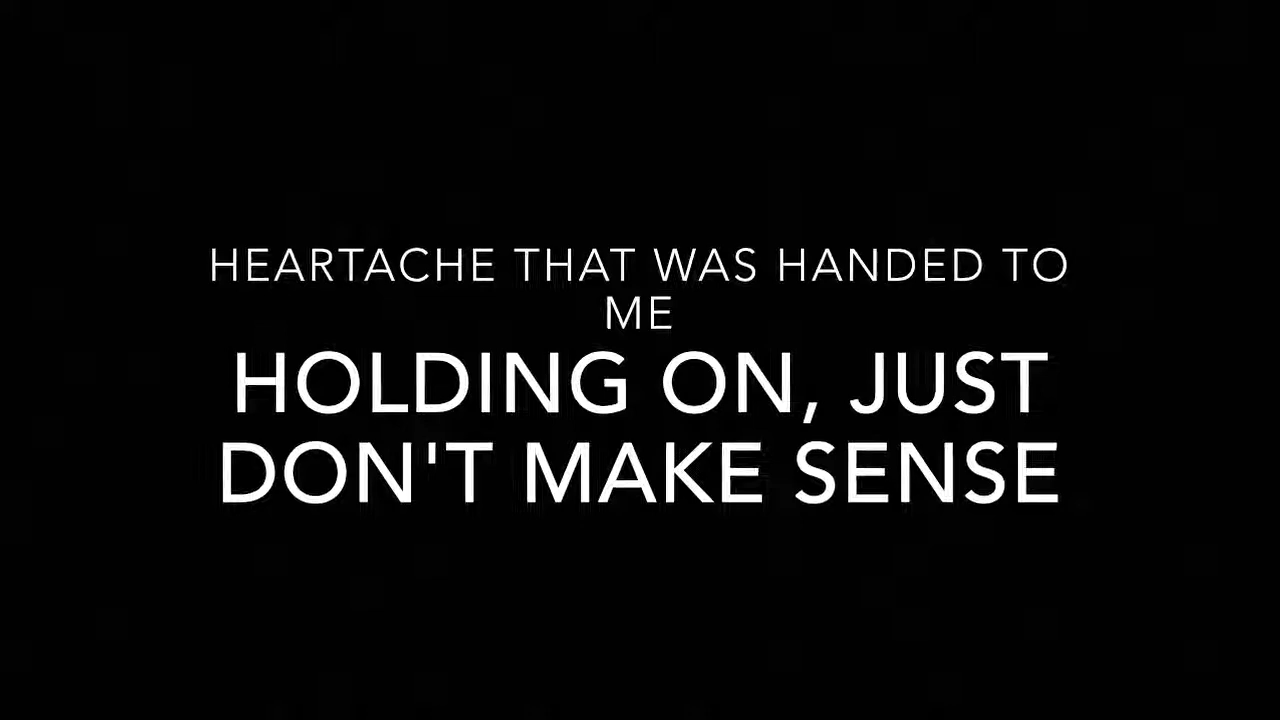 HEARTACHE THAT WAS HANDED TO
ME
HOLDING ON, JUST
DON'T MAKE SENSE